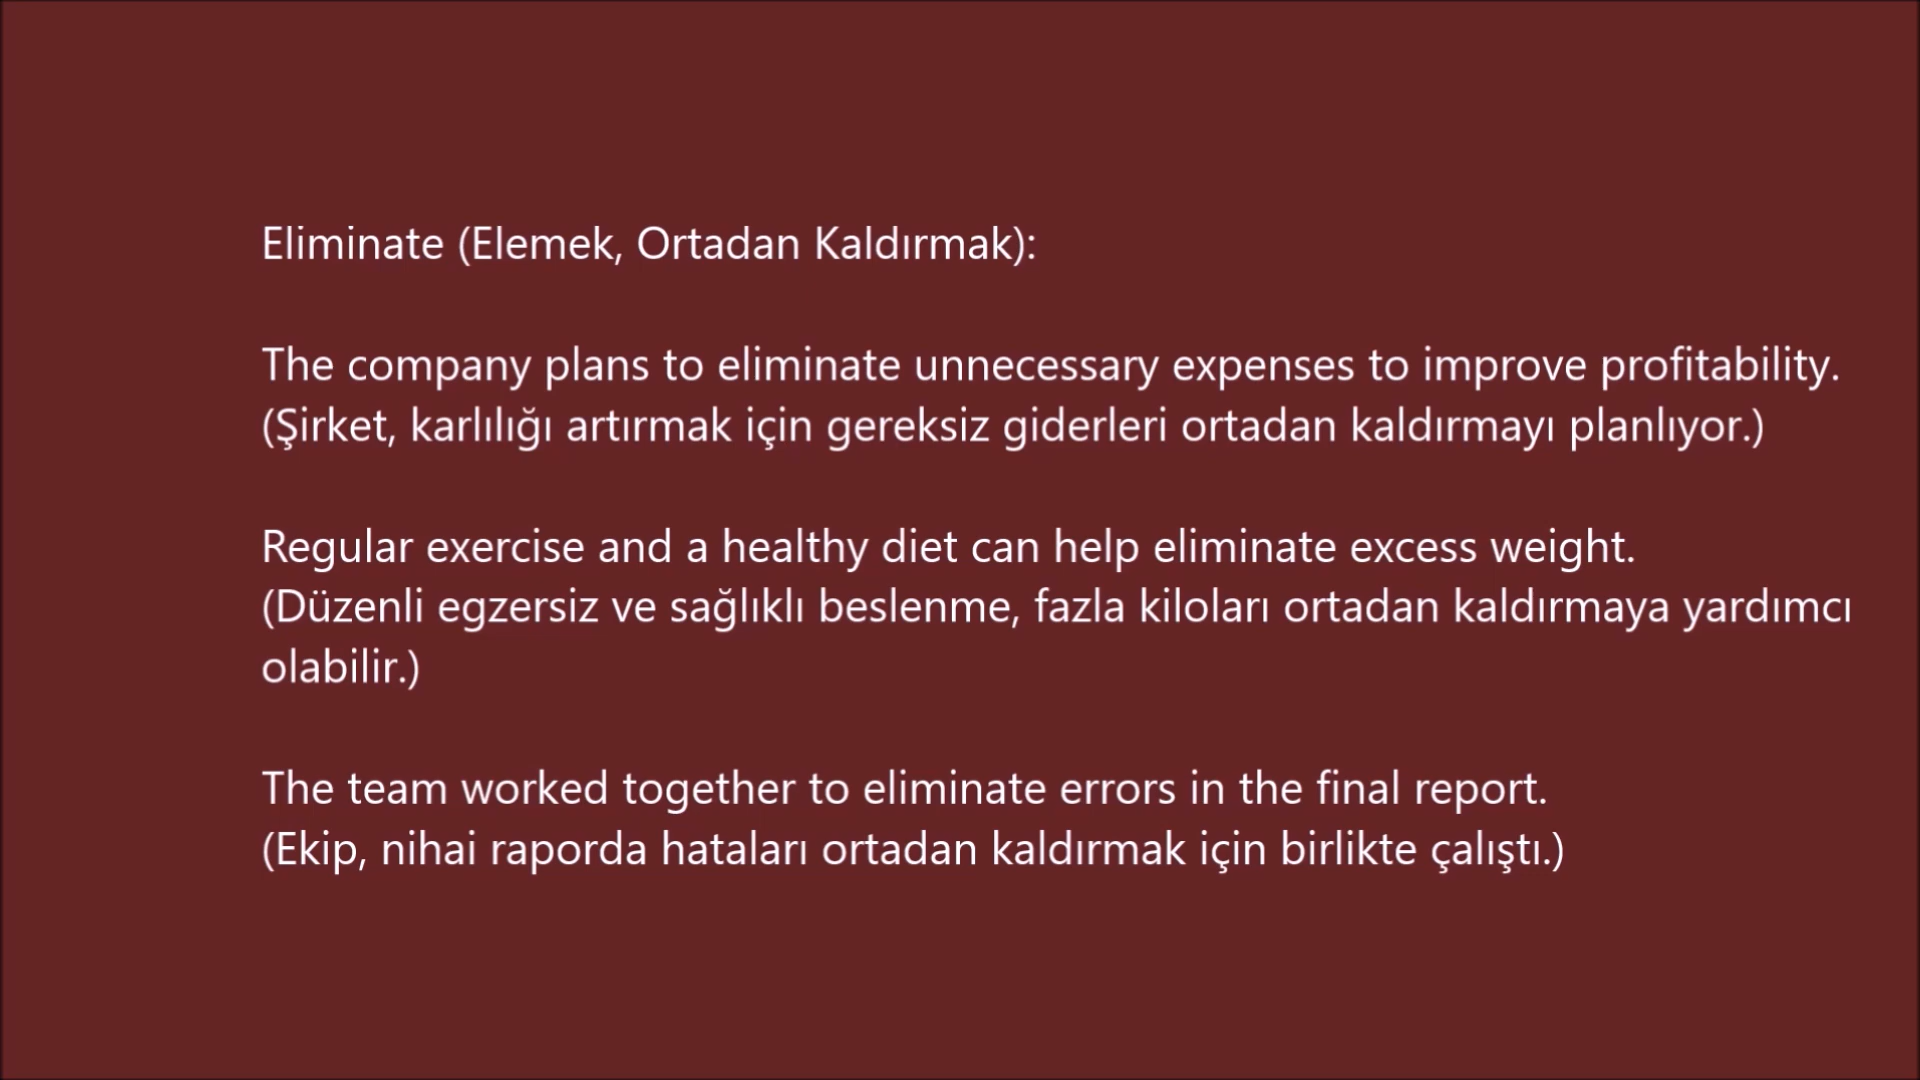 Eliminate (Elemek, Ortadan Kaldırmak):
The company plans to eliminate unnecessary expenses to improve profitability.
(Şirket, karlılığı artırmak için gereksiz giderleri ortadan kaldırmayı planlıyor.)
Regular exercise and a healthy diet can help eliminate excess weight.
(Düzenli egzersiz ve sağlıklı beslenme, fazla kiloları ortadan kaldırmaya yardımcı
olabilir.)
The team worked together to eliminate errors in the final report.
(Ekip, nihai raporda hataları ortadan kaldırmak için birlikte çalıştı.)